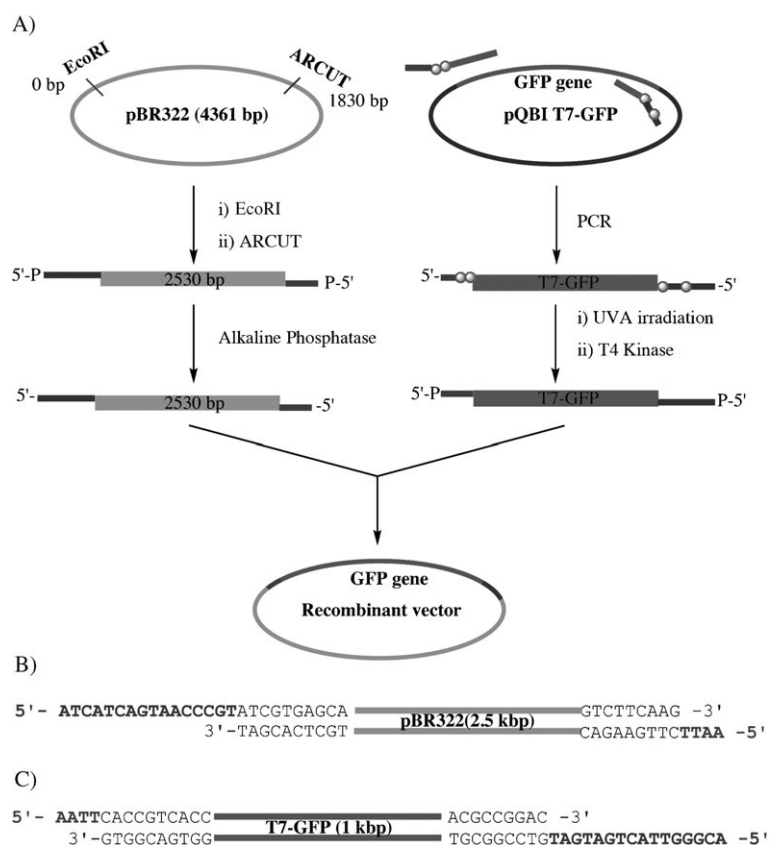 A)
EcoRI
0 bp
ARCUT
1830 bp
pBR322 (4361 bp)
GFP gene
pQBI T7-GFP
i) EcoRI
ii) ARCUT
PCR
5'-P
2530 bp
P-5'
5'-
T7-GFP
-5'
Alkaline Phosphatase
i) UVA irradiation
ii) T4 Kinase
5'-
2530 bp
-5'
5'-P
T7-GFP
P-5'
GFP gene
Recombinant vector
B)
5'- ATCATCAGTAACCCGTATCGTGAGCA GTCTTCAAG -3'
pBR322(2.5 kbp)
3'-TAGCACTCGT CAGAAGTTCTTAA -5'
C)
5'- AATTCACCGTCACC ACGCCGGAC -3'
T7-GFP (1 kbp)
3'-GTGGCAGTGG TGCGGCCTGTAGTAGTCATTGGGCA -5'